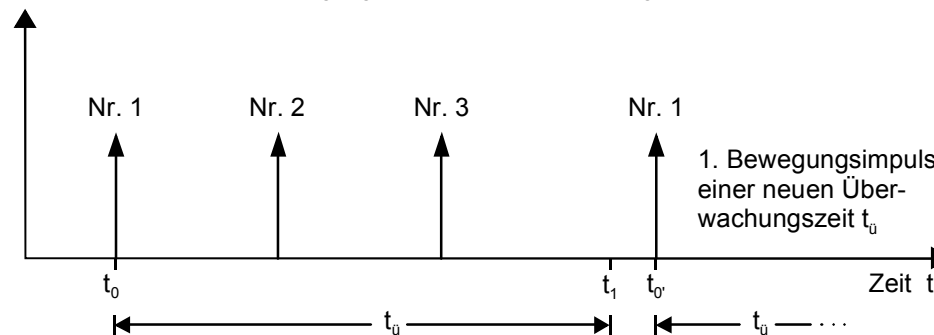 Nr. 1 Nr. 2 Nr. 3 Nr. 1
1. Bewegungsimpuls
einer neuen Über-
wachungszeit tü
t0 t1 t0' Zeit t
tü tü ...